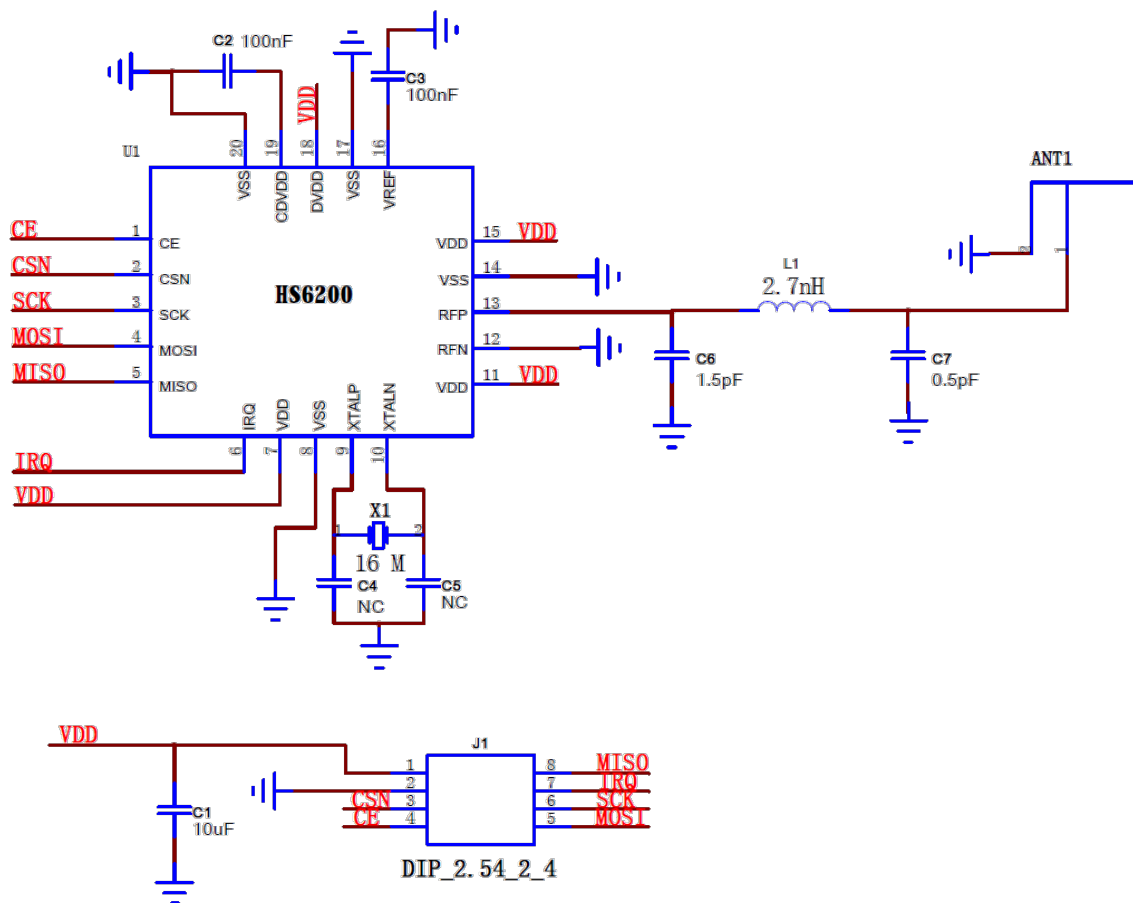 C2 100nF
C3
100nF
VDD
U1
20
19
18
17
16
VSS
CDVDD
DVDD
VSS
VREF
ANT1
CE 1 CE
CSN 2 CSN
SCK 3 SCK
MOSI 4 MOSI
MISO 5 MISO
HS6200
VDD 15 VDD
VSS 14
RFP 13
RFN 12
VDD 11 VDD
2
1
L1
2.7nH
C6
1.5pF
C7
0.5pF
IRQ
VDD
VSS
XTALP
XTALN
6
7
8
9
10
IRQ
VDD
X1
1
2
16 M
C4
NC
C5
NC
VDD
J1
1
2
CSN 3
CE 4
8 MISO
7 IRQ
6 SCK
5 MOSI
C1
10uF
DIP_2.54_2_4